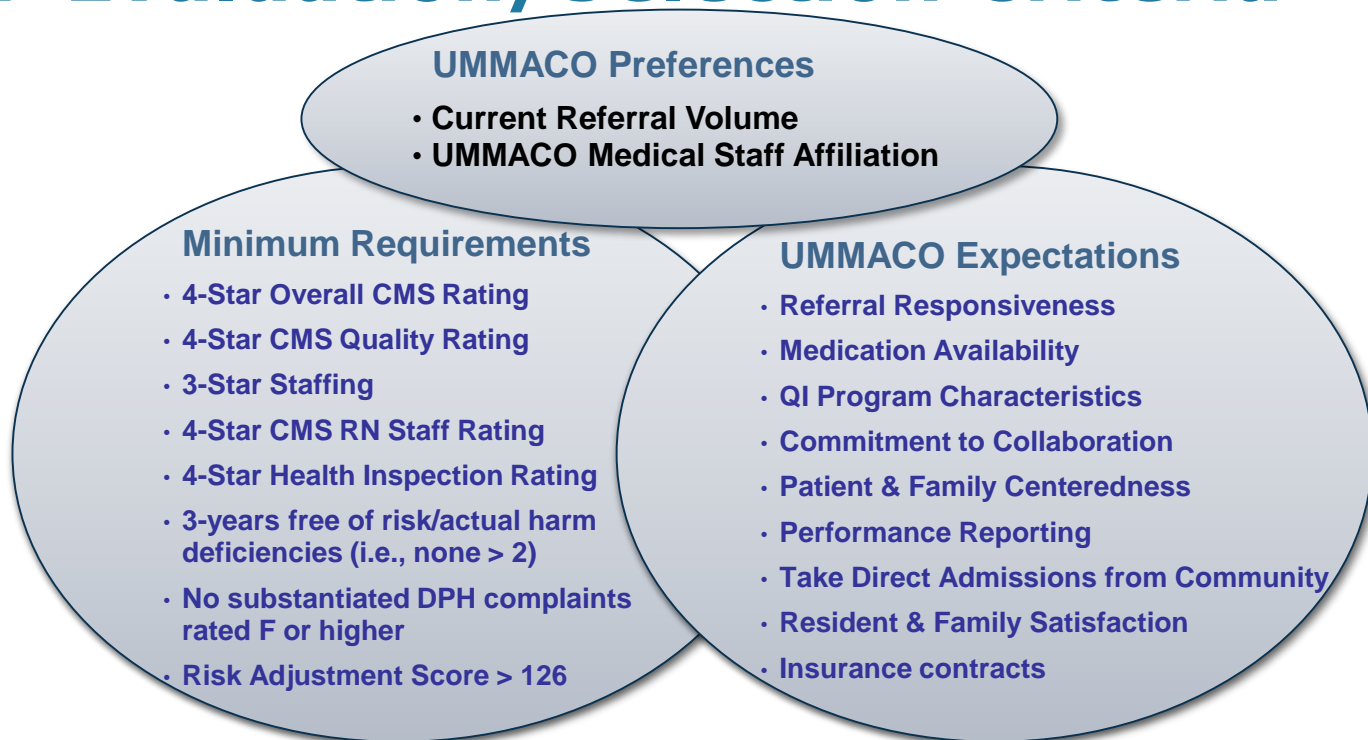 Evaluation/Selection Criteria
UMMACO Preferences
• Current Referral Volume
• UMMACO Medical Staff Affiliation
Minimum Requirements
• 4-Star Overall CMS Rating
• 4-Star CMS Quality Rating
• 3-Star Staffing
• 4-Star CMS RN Staff Rating
• 4-Star Health Inspection Rating
• 3-years free of risk/actual harm
deficiencies (i.e., none > 2)
• No substantiated DPH complaints
rated F or higher
• Risk Adjustment Score > 126
UMMACO Expectations
• Referral Responsiveness
• Medication Availability
• QI Program Characteristics
• Commitment to Collaboration
• Patient & Family Centeredness
• Performance Reporting
• Take Direct Admissions from Community
• Resident & Family Satisfaction
• Insurance contracts